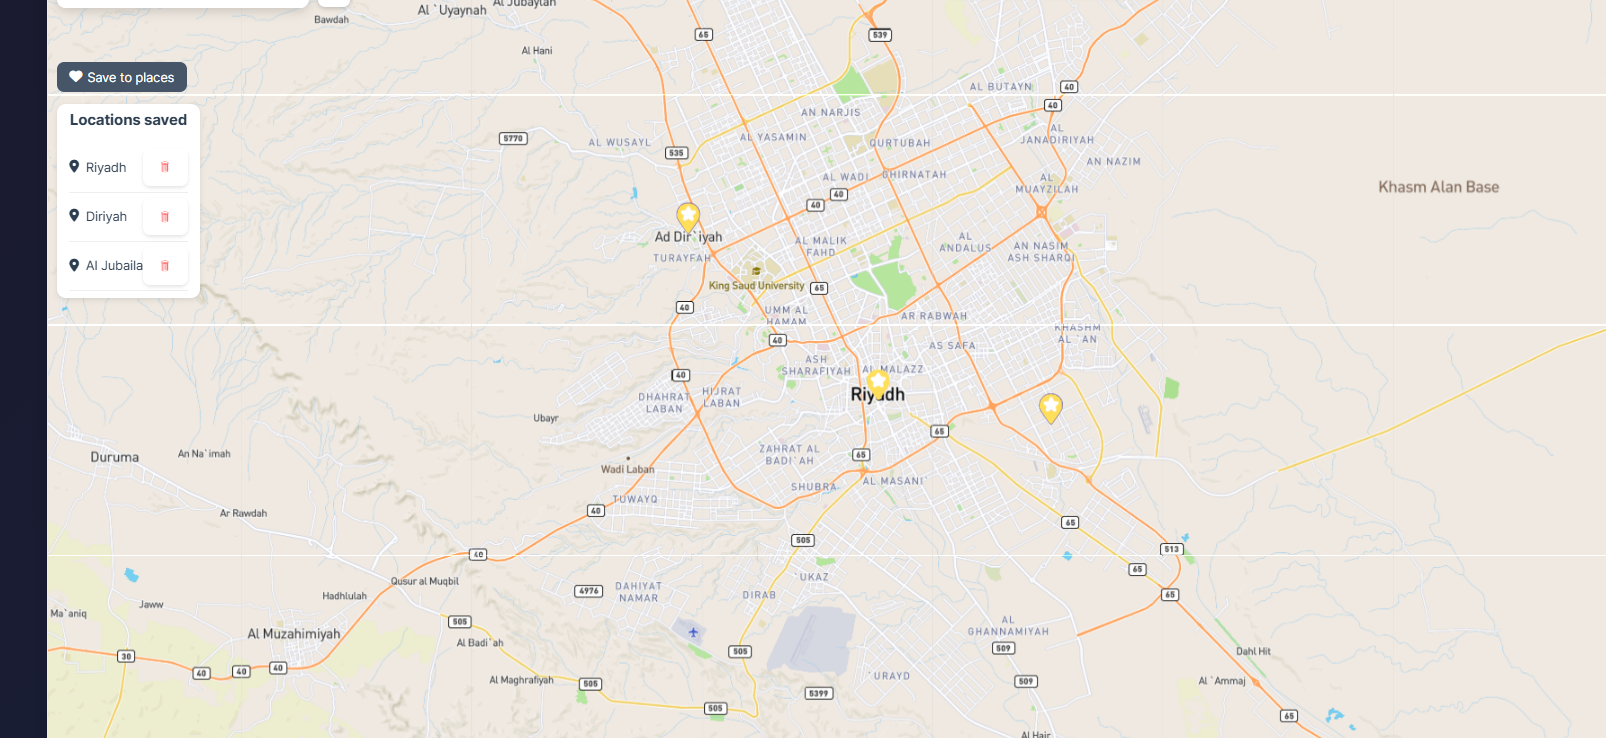 Al `Uyaynah
Al Jubaylah
Bawdah
65
539
Al Hani
Save to places
40
AL BUTAYN
40
Locations saved
AN NARJIS
5770
AL WUSAYL
AL YASAMIN
QURTUBAH
AL
JANADIRIYAH
535
AN NAZIM
Riyadh
AL WADI
GHIRNATAH
AL
MUAYZILAH
Khasm Alan Base
40
40
Diriyah
Ad Dir`iyah
AL MALIK
FAHD
AL
ANDALUS
AN NASIM
ASH SHARQI
TURAYFAH
Al Jubaila
King Saud University
65
40
UMM AL
HAMAM
AR RABWAH
KHASHM
AL `AN
40
AS SAFA
ASH
SHARAFIYAH
AL MALAZZ
40
Riyadh
DHAHRAT
LABAN
HIJRAT
LABAN
Ubayr
65
Duruma
An Na`imah
ZAHRAT AL
BADI`AH
65
Wadi Laban
SHUBRA
AL MASANI`
TUWAYQ
Ar Rawdah
40
65
505
513
40
65
Qusur al Muqbil
`UKAZ
DAHIYAT
NAMAR
4976
DIRAB
65
Hadhlulah
Jaww
Ma`aniq
505
AL
GHANNAMIYAH
Al Muzahimiyah
Al Badi`ah
509
Dahl Hit
30
505
40
40
40
`URAYD
Al Maghrafiyah
505
5399
509
Al `Ammaj
505
65
Al Hair